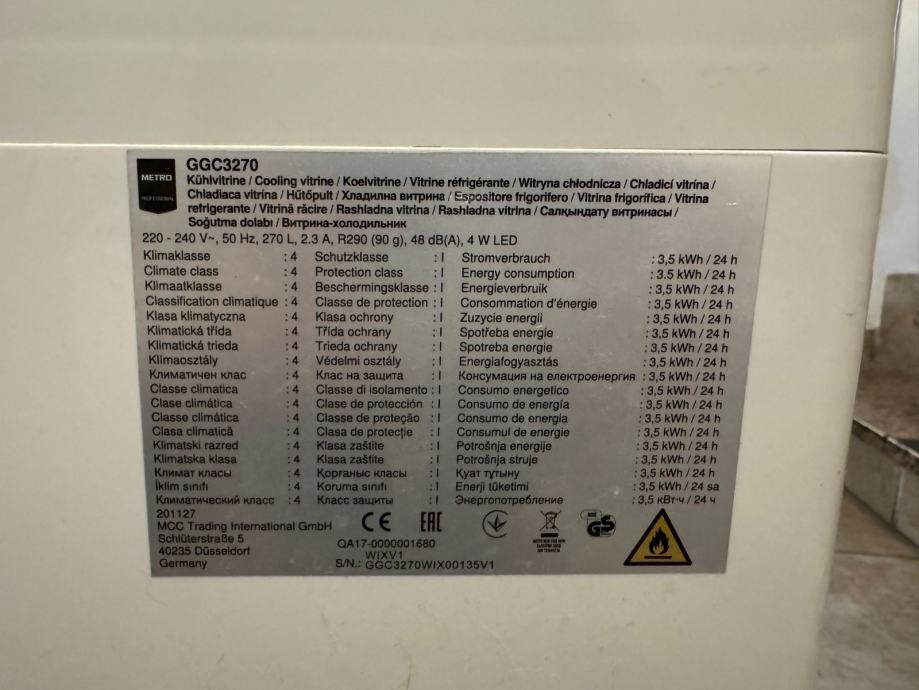 METRO
PROFESSIONAL
GGC3270
Kühlvitrine / Cooling vitrine / Koelvitrine / Vitrine réfrigérante / Witryna chłodnicza / Chladicí vitrína /
Chladiaca vitrína / Hűtőpult / Хладилна витрина / Espositore frigorifero / Vitrina frigorífica / Vitrina
refrigerante / Vitrină răcire / Rashladna vitrina / Rashladna vitrina / Салқындату витринасы /
Soğutma dolabı / Витрина-холодильник
220 - 240 V~, 50 Hz, 270 L, 2.3 A, R290 (90 g), 48 dB(A), 4 W LED
Klimaklasse : 4 Schutzklasse : I Stromverbrauch : 3,5 kWh / 24 h
Climate class : 4 Protection class : I Energy consumption : 3.5 kWh / 24 h
Klimaatklasse : 4 Beschermingsklasse : I Energieverbruik : 3,5 kWh / 24 h
Classification climatique : 4 Classe de protection : I Consommation d'énergie : 3,5 kWh / 24 h
Klasa klimatyczna : 4 Klasa ochrony : I Zuzycie energii : 3,5 kWh / 24 h
Klimatická třída : 4 Třída ochrany : I Spotřeba energie : 3,5 kWh / 24 h
Klimatická trieda : 4 Trieda ochrany : I Spotreba energie : 3,5 kWh / 24 h
Klímaosztály : 4 Védelmi osztály : I Energiafogyasztás : 3,5 kWh / 24 h
Климатичен клас : 4 Клас на защита : I Консумация на електроенергия : 3,5 kWh / 24 h
Classe climatica : 4 Classe di isolamento : I Consumo energetico : 3,5 kWh / 24 h
Clase climática : 4 Clase de protección : I Consumo de energía : 3,5 kWh / 24 h
Classe climática : 4 Classe de proteção : I Consumo de energia : 3,5 kWh / 24 h
Clasa climatică : 4 Clasa de protecție : I Consumul de energie : 3,5 kWh / 24 h
Klimatski razred : 4 Klasa zaštite : I Potrošnja energije : 3,5 kWh / 24 h
Klimatska klasa : 4 Klasa zaštite : I Potrošnja struje : 3,5 kWh / 24 h
Климат класы : 4 Қорғаныс класы : I Қуат тұтыну : 3,5 kWh / 24 h
İklim sınıfı : 4 Koruma sınıfı : I Enerji tüketimi : 3,5 kWh / 24 sa
Климатический класс : 4 Класс защиты : I Энергопотребление : 3,5 кВт·ч / 24 ч
201127
MCC Trading International GmbH
Schlüterstraße 5
40235 Düsseldorf
Germany
CE EAC
QA17-0000001680
WIXV1
S/N.: GGC3270WIX00135V1
GS